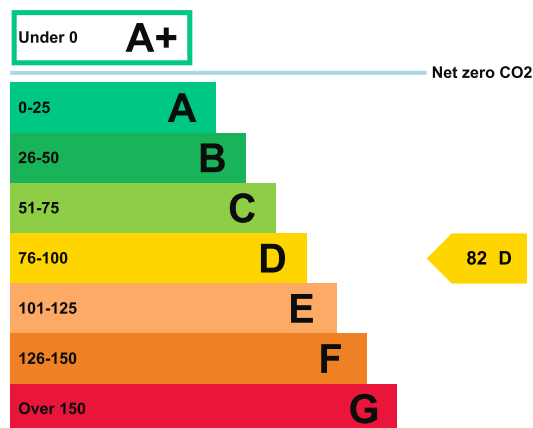 Under 0 A+
Net zero CO2
0-25 A
26-50 B
51-75 C
76-100 D
82 D
101-125 E
126-150 F
Over 150 G